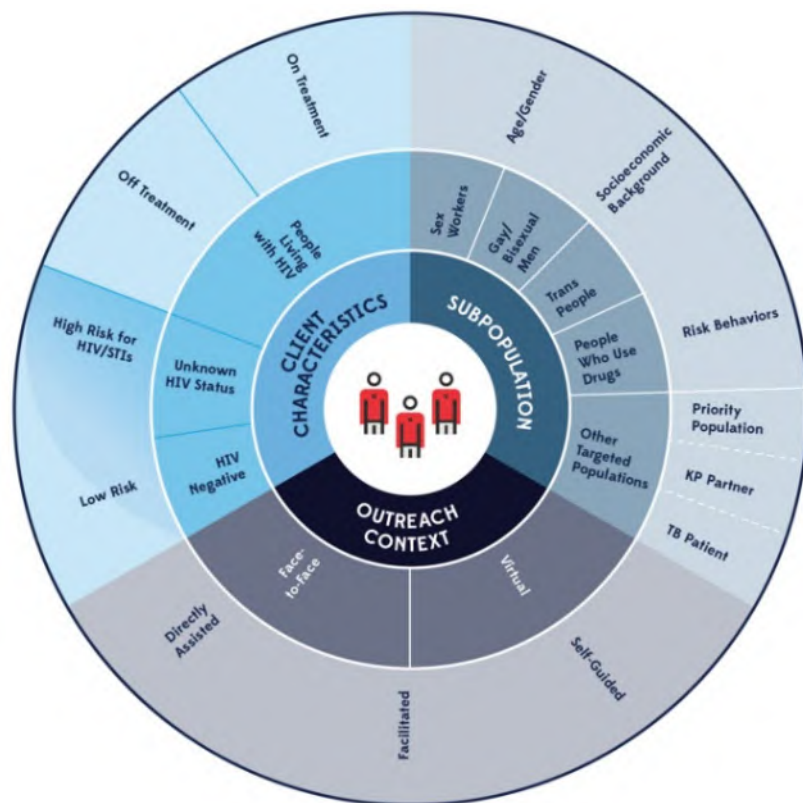 On Treatment
Off Treatment
People
Living
with HIV
High Risk for
HIV/STIs
Unknown
HIV Status
Low Risk
HIV
Negative
CLIENT
CHARACTERISTICS
Age/Gender
Socioeconomic
Background
Risk Behaviors
Sex
Workers
Gay/
Bisexual
Men
Trans
People
People
Who Use
Drugs
Other
Targeted
Populations
Priority
Population
KP Partner
TB Patient
SUBPOPULATION
OUTREACH
CONTEXT
Face-
to-face
Virtual
Directly
Assisted
Facilitated
Self-Guided